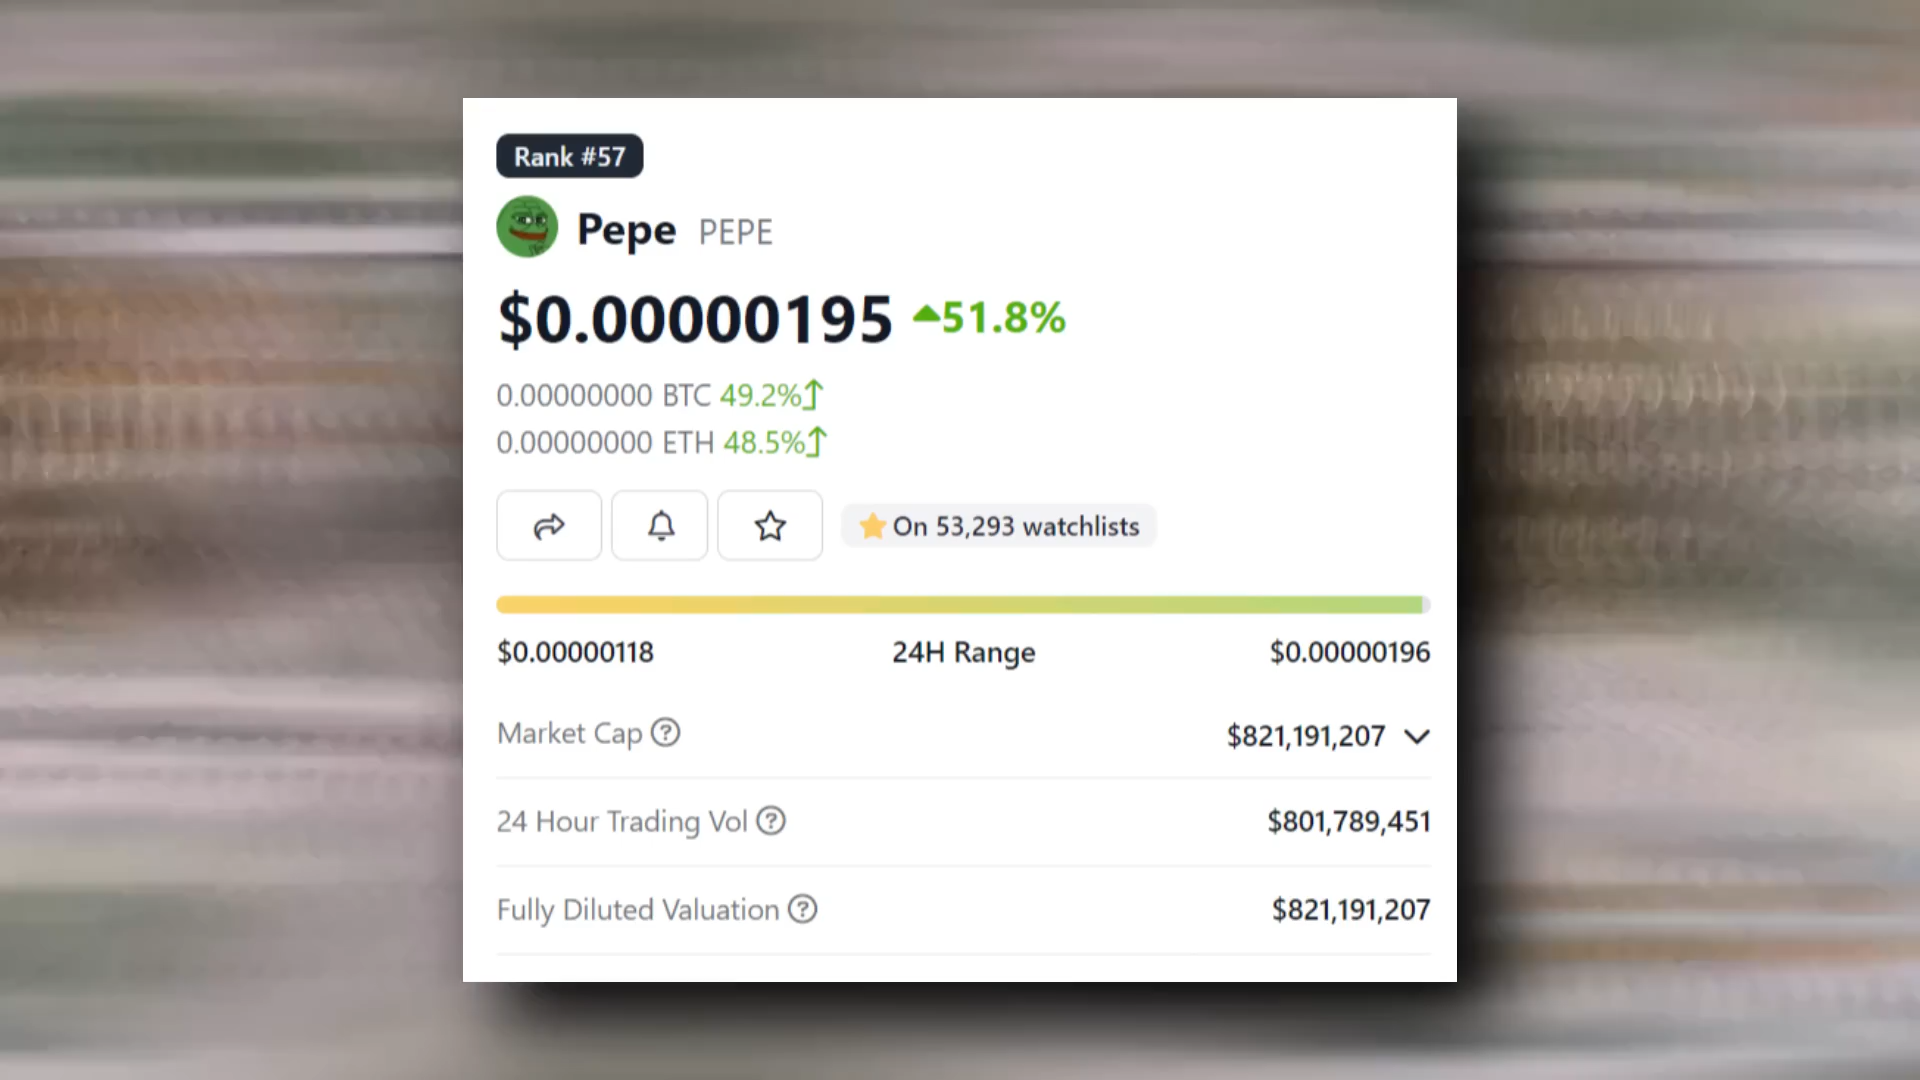 Rank #57
Pepe PEPE
$0.00000195 51.8%
0.00000000 BTC 49.2%
0.00000000 ETH 48.5%
On 53,293 watchlists
$0.00000118 24H Range $0.00000196
Market Cap $821,191,207
24 Hour Trading Vol $801,789,451
Fully Diluted Valuation $821,191,207